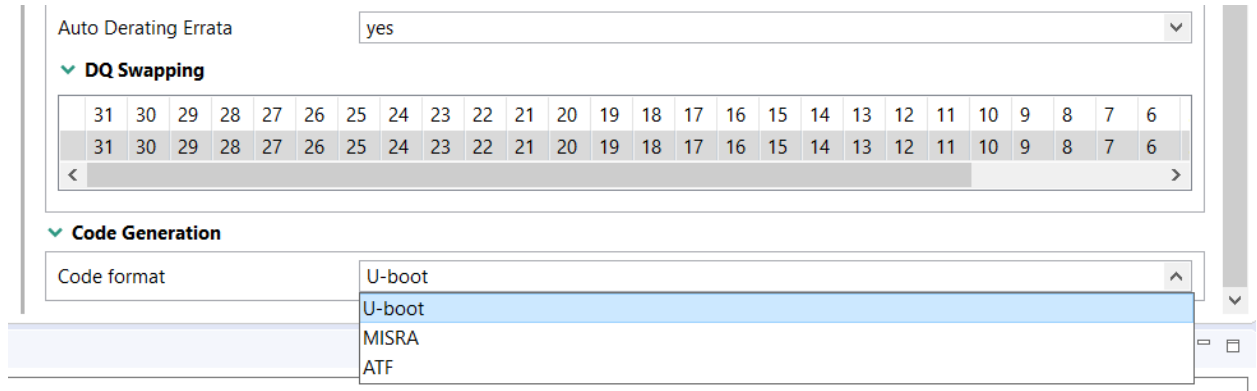 Auto Derating Errata yes
DQ Swapping
31 30 29 28 27 26 25 24 23 22 21 20 19 18 17 16 15 14 13 12 11 10 9 8 7 6
31 30 29 28 27 26 25 24 23 22 21 20 19 18 17 16 15 14 13 12 11 10 9 8 7 6
Code Generation
Code format U-boot
U-boot
MISRA
ATF